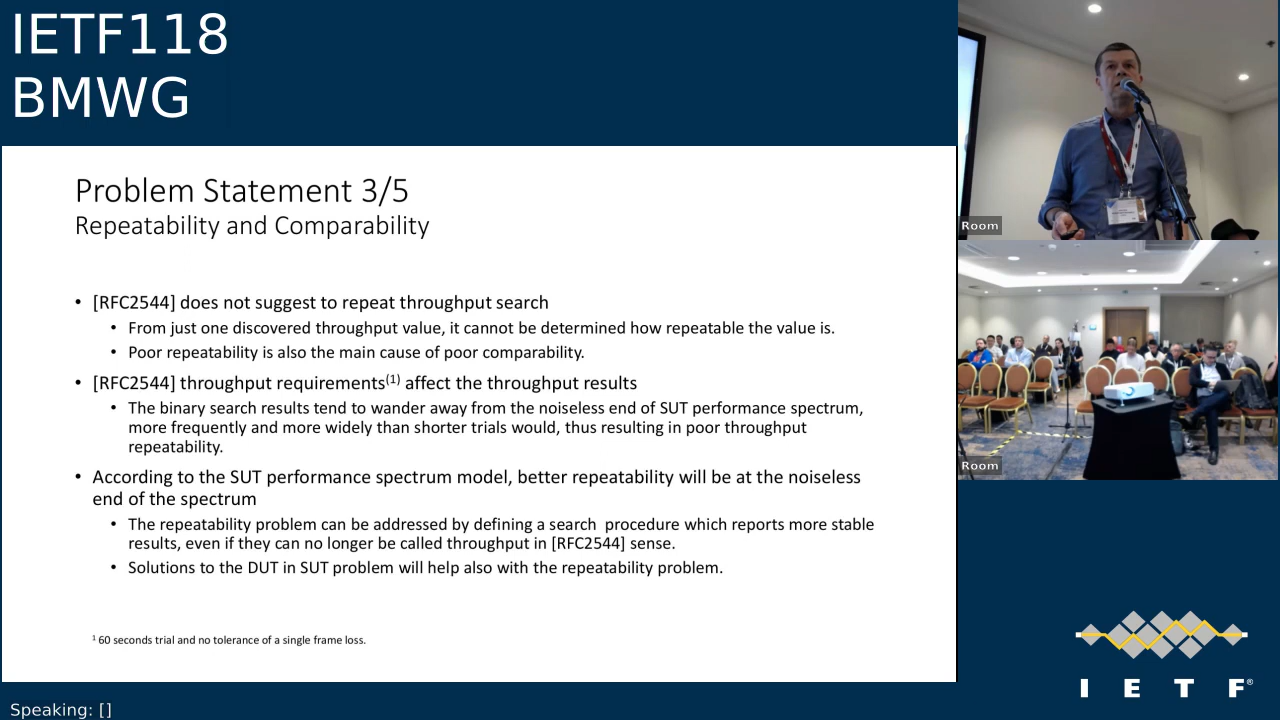 IETF118
BMWG
Problem Statement 3/5
Repeatability and Comparability
• [RFC2544] does not suggest to repeat throughput search
• From just one discovered throughput value, it cannot be determined how repeatable the value is.
• Poor repeatability is also the main cause of poor comparability.
• [RFC2544] throughput requirements(1) affect the throughput results
• The binary search results tend to wander away from the noiseless end of SUT performance spectrum,
more frequently and more widely than shorter trials would, thus resulting in poor throughput
repeatability.
• According to the SUT performance spectrum model, better repeatability will be at the noiseless
end of the spectrum
• The repeatability problem can be addressed by defining a search procedure which reports more stable
results, even if they can no longer be called throughput in [RFC2544] sense.
• Solutions to the DUT in SUT problem will help also with the repeatability problem.
1 60 seconds trial and no tolerance of a single frame loss.
Room
Room
I E T F®
Speaking: []